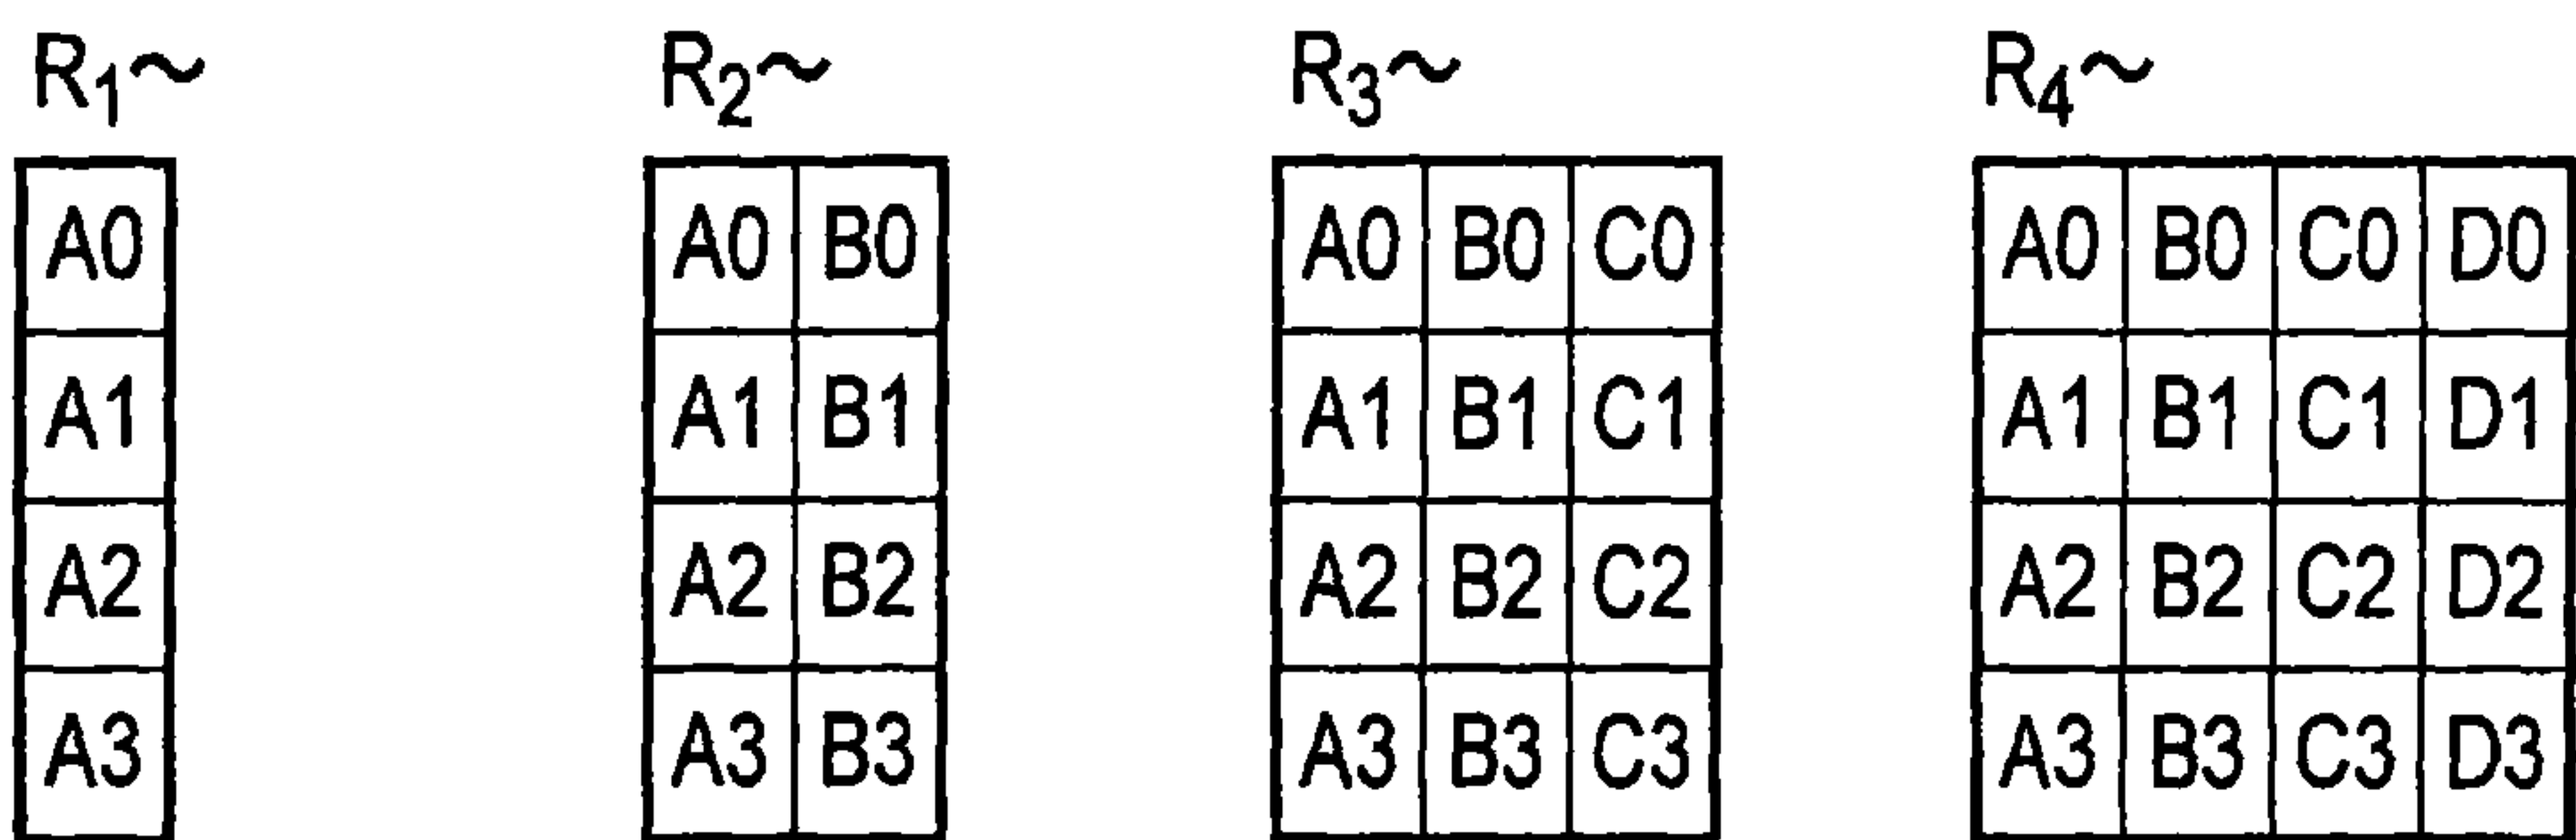 R₁~ R₂~ R₃~ R₄~
A0 A0 B0 A0 B0 C0 A0 B0 C0 D0
A1 A1 B1 A1 B1 C1 A1 B1 C1 D1
A2 A2 B2 A2 B2 C2 A2 B2 C2 D2
A3 A3 B3 A3 B3 C3 A3 B3 C3 D3